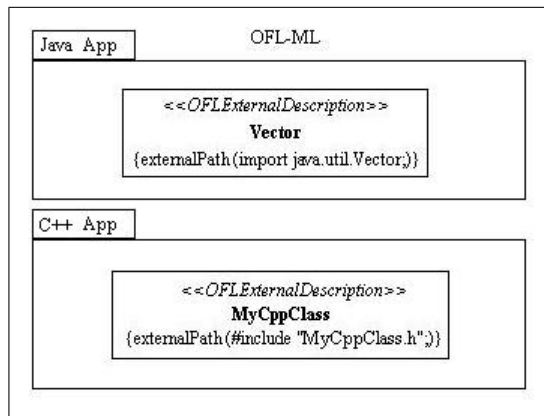 OFL-ML
Java App
<<OFLExternalDescription>>
Vector
{externalPath(import java.util.Vector;)}
C++ App
<<OFLExternalDescription>>
MyCppClass
{externalPath(#include "MyCppClass.h";)}